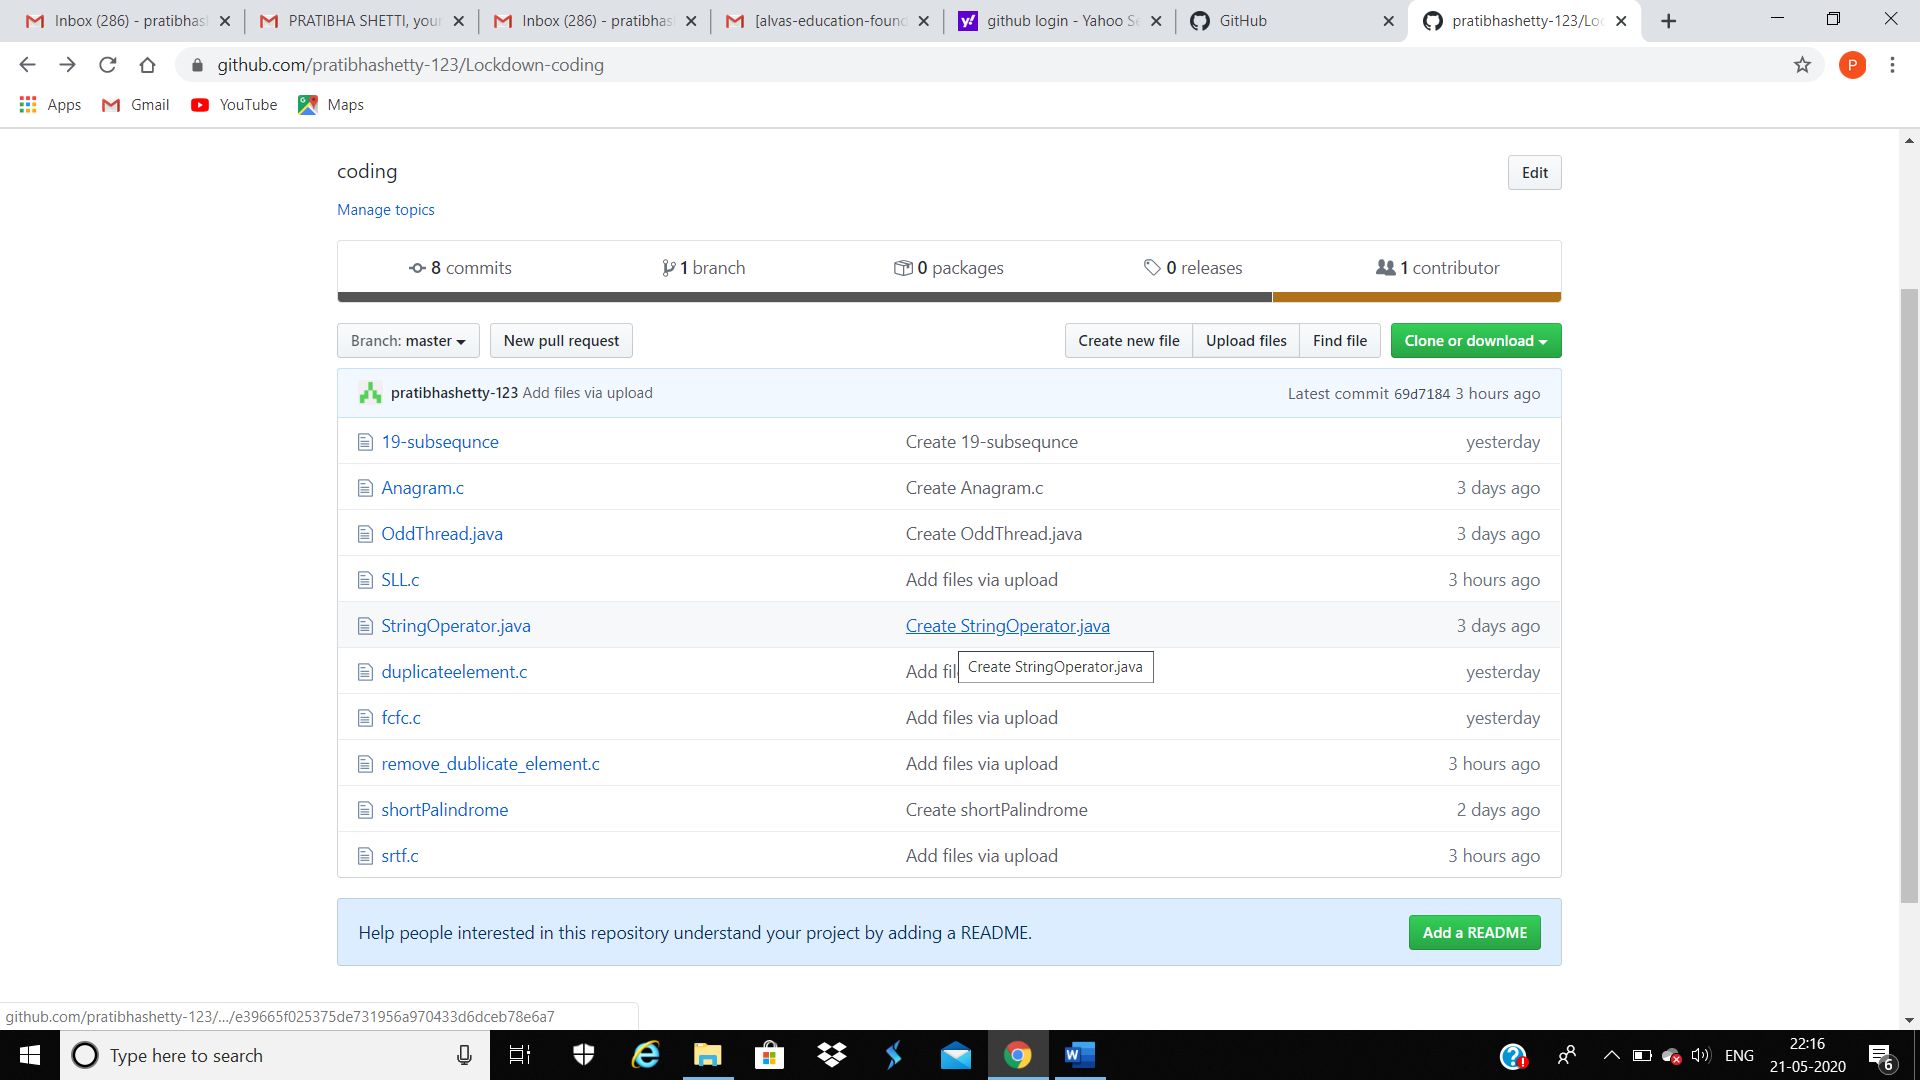 Inbox (286) - pratibhas
PRATIBHA SHETTI, your
Inbox (286) - pratibhas
[alvas-education-foun
github login - Yahoo Se
GitHub
pratibhashetty-123/Loc
github.com/pratibhashetty-123/Lockdown-coding
P
Apps
Gmail
YouTube
Maps
coding
Edit
Manage topics
8 commits
1 branch
0 packages
0 releases
1 contributor
Branch: master
New pull request
Create new file
Upload files
Find file
Clone or download
pratibhashetty-123 Add files via upload
Latest commit 69d7184 3 hours ago
19-subsequnce
Create 19-subsequnce
yesterday
Anagram.c
Create Anagram.c
3 days ago
OddThread.java
Create OddThread.java
3 days ago
SLL.c
Add files via upload
3 hours ago
StringOperator.java
Create StringOperator.java
3 days ago
duplicateelement.c
Add fil
Create StringOperator.java
yesterday
fcfc.c
Add files via upload
yesterday
remove_dublicate_element.c
Add files via upload
3 hours ago
shortPalindrome
Create shortPalindrome
2 days ago
srtf.c
Add files via upload
3 hours ago
Help people interested in this repository understand your project by adding a README.
Add a README
github.com/pratibhashetty-123/.../e39665f025375de731956a970433d6dceb78e6a7
Type here to search
ENG
22:16
21-05-2020
6